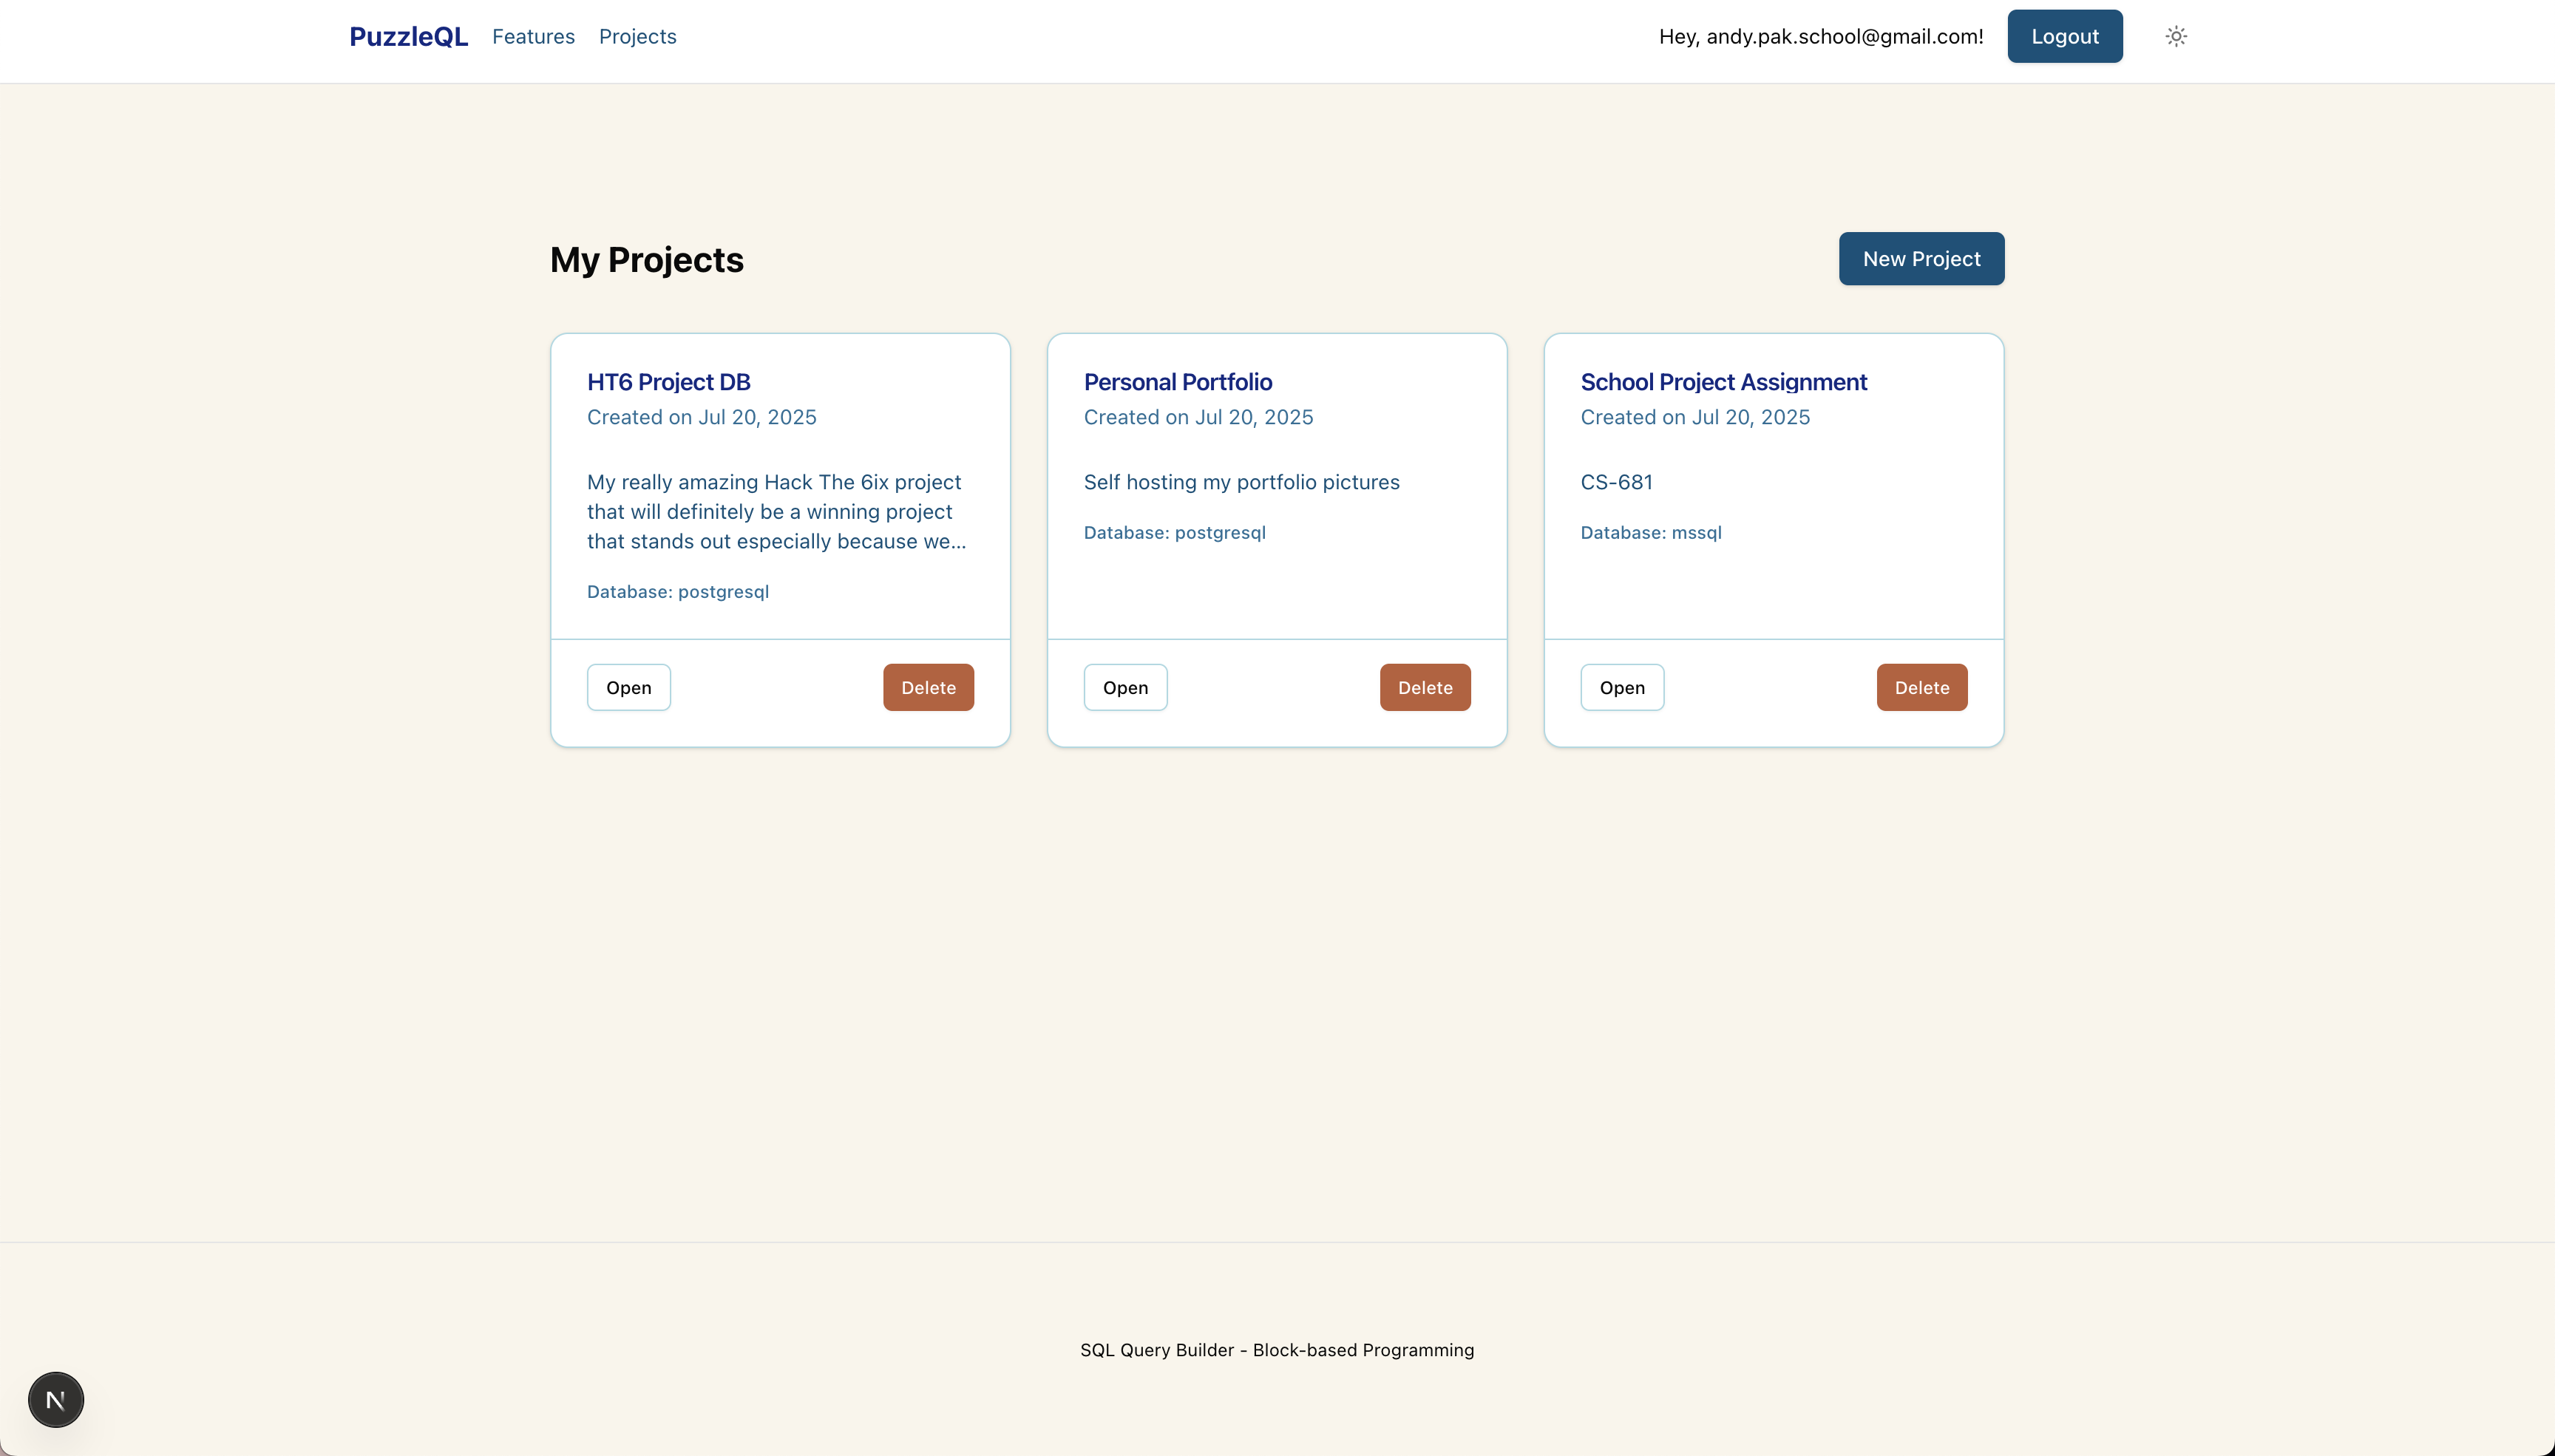 PuzzleQL Features Projects Hey, andy.pak.school@gmail.com! Logout
My Projects New Project
HT6 Project DB
Created on Jul 20, 2025
My really amazing Hack The 6ix project
that will definitely be a winning project
that stands out especially because we...
Database: postgresql
Open Delete
Personal Portfolio
Created on Jul 20, 2025
Self hosting my portfolio pictures
Database: postgresql
Open Delete
School Project Assignment
Created on Jul 20, 2025
CS-681
Database: mssql
Open Delete
SQL Query Builder - Block-based Programming
N